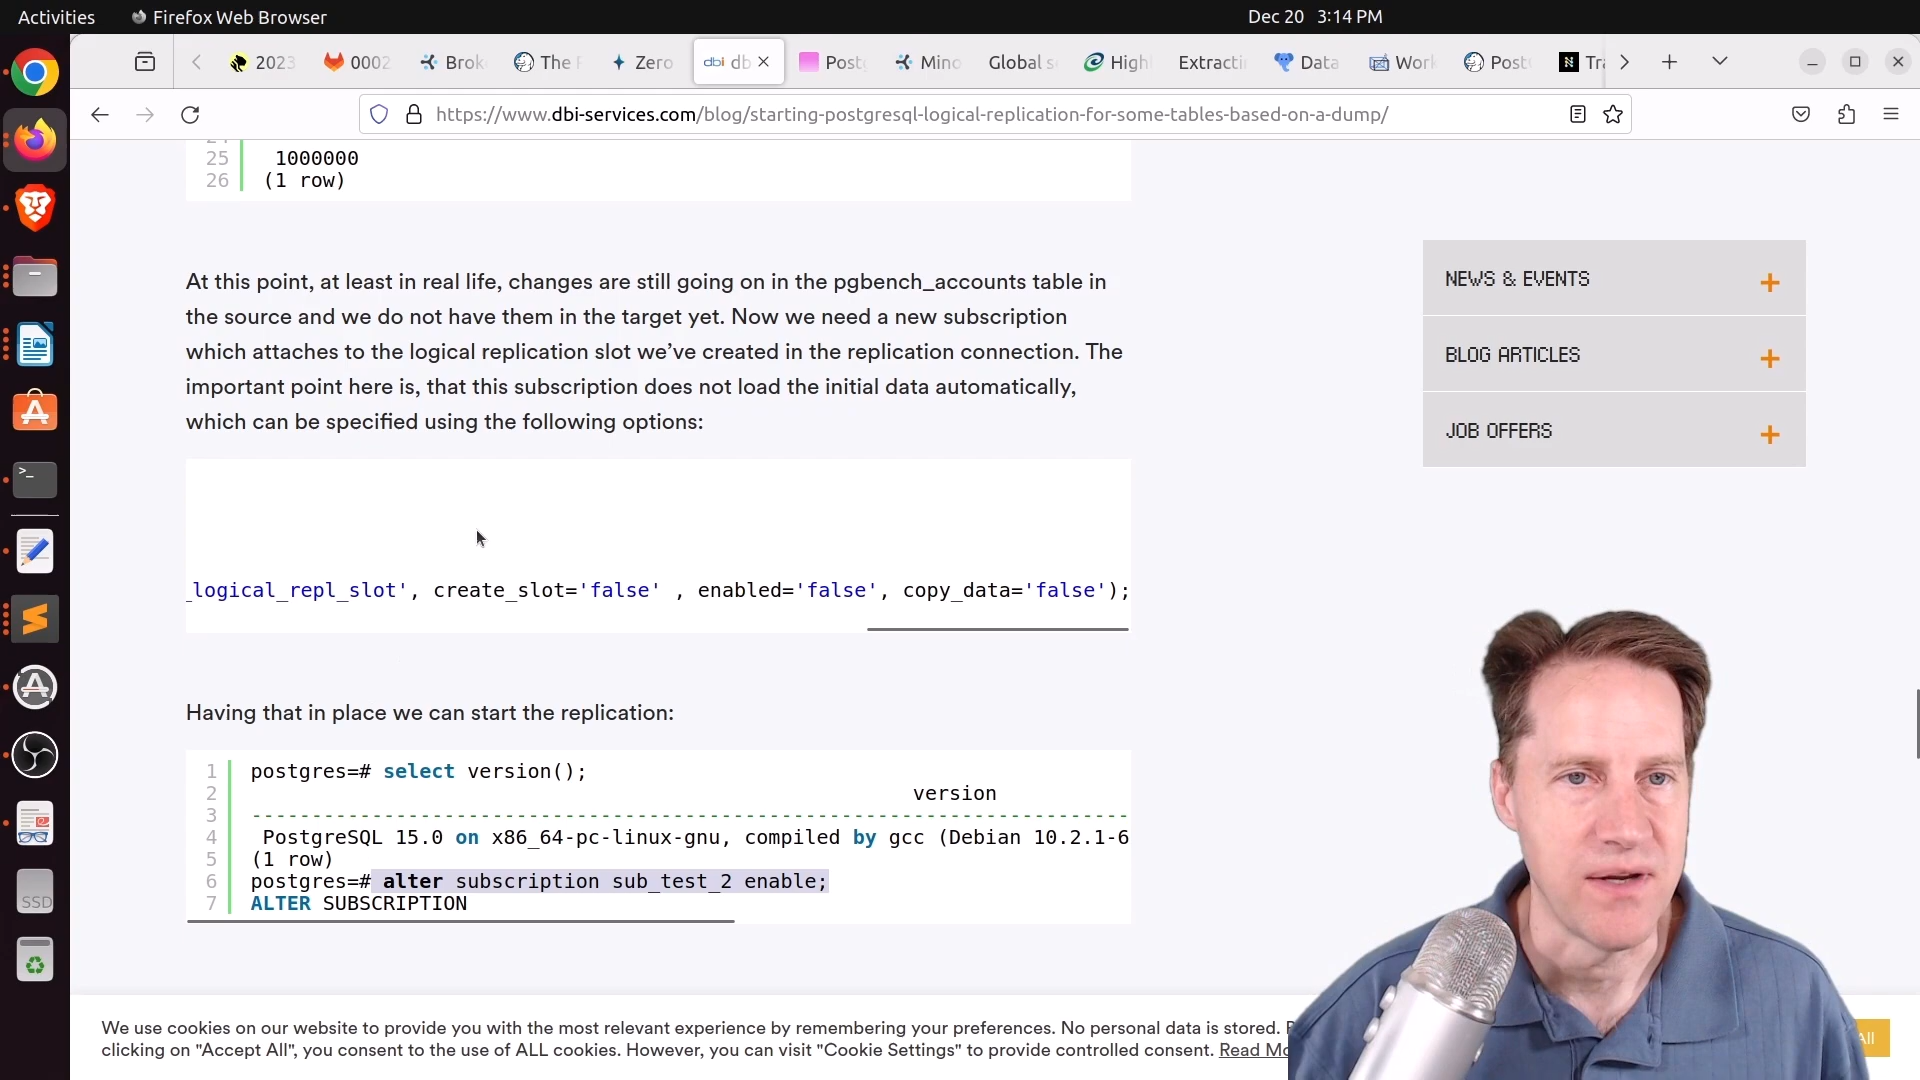 Activities Firefox Web Browser Dec 20 3:14 PM
2023 0002 Brok The Zero dbi db Post Mino Global s High Extracti Data Work Post Tra
https://www.dbi-services.com/blog/starting-postgresql-logical-replication-for-some-tables-based-on-a-dump/
25 1000000
26 (1 row)
At this point, at least in real life, changes are still going on in the pgbench_accounts table in
the source and we do not have them in the target yet. Now we need a new subscription
which attaches to the logical replication slot we’ve created in the replication connection. The
important point here is, that this subscription does not load the initial data automatically,
which can be specified using the following options:
_logical_repl_slot', create_slot='false' , enabled='false', copy_data='false');
Having that in place we can start the replication:
1 postgres=# select version();
2 version
3 --------------------------------------------------------------------------
4 PostgreSQL 15.0 on x86_64-pc-linux-gnu, compiled by gcc (Debian 10.2.1-6
5 (1 row)
6 postgres=# alter subscription sub_test_2 enable;
7 ALTER SUBSCRIPTION
NEWS & EVENTS +
BLOG ARTICLES +
JOB OFFERS +
SSD
We use cookies on our website to provide you with the most relevant experience by remembering your preferences. No personal data is stored.
clicking on "Accept All", you consent to the use of ALL cookies. However, you can visit "Cookie Settings" to provide controlled consent. Read Mo
All